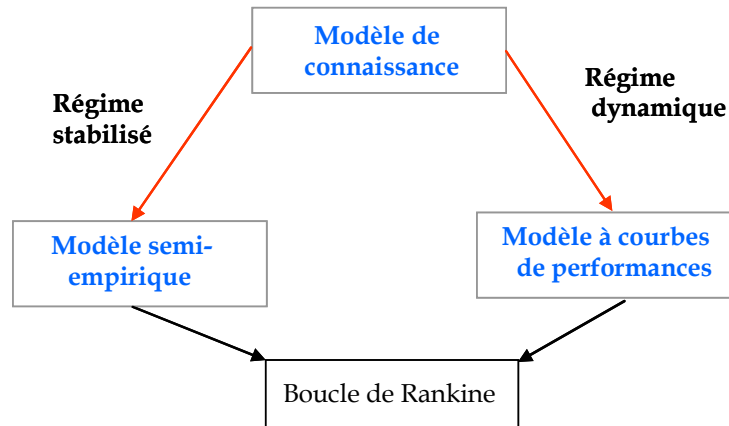 Modèle de
connaissance
Régime
stabilisé
Régime
dynamique
Modèle semi-
empirique
Modèle à courbes
de performances
Boucle de Rankine